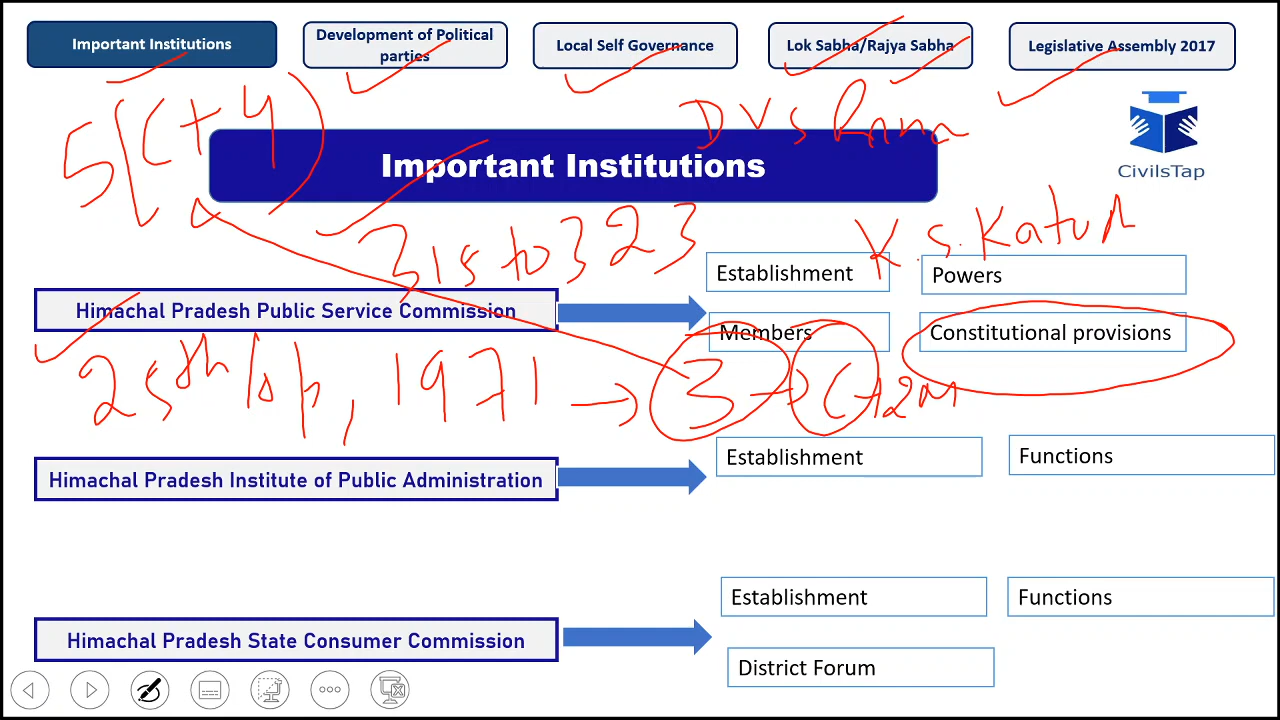 Important Institutions
Development of Political parties
Local Self Governance
Lok Sabha/Rajya Sabha
Legislative Assembly 2017
5(C+4)
DVS Rana
Important Institutions
CivilsTap
315 to 323
K.S. Katoch
Himachal Pradesh Public Service Commission
Establishment
Powers
Members
Constitutional provisions
25th 1971 → 3 → C+2M
Himachal Pradesh Institute of Public Administration
Establishment
Functions
Himachal Pradesh State Consumer Commission
Establishment
Functions
District Forum